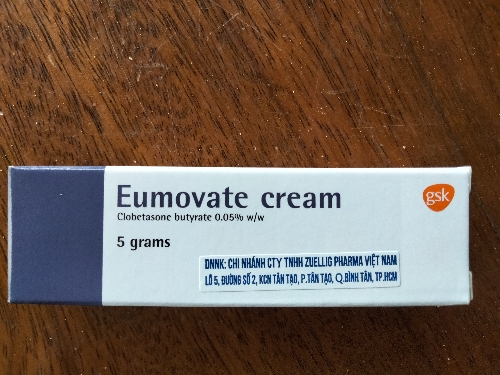 Eumovate cream
Clobetasone butyrate 0.05% w/w
5 grams
gsk
DNNK: CHI NHÁNH CTY TNHH ZUELLIG PHARMA VIỆT NAM
LÔ 5, ĐƯỜNG SỐ 2, KCN TÂN TẠO, P.TÂN TẠO, Q.BÌNH TÂN, TP.HCM